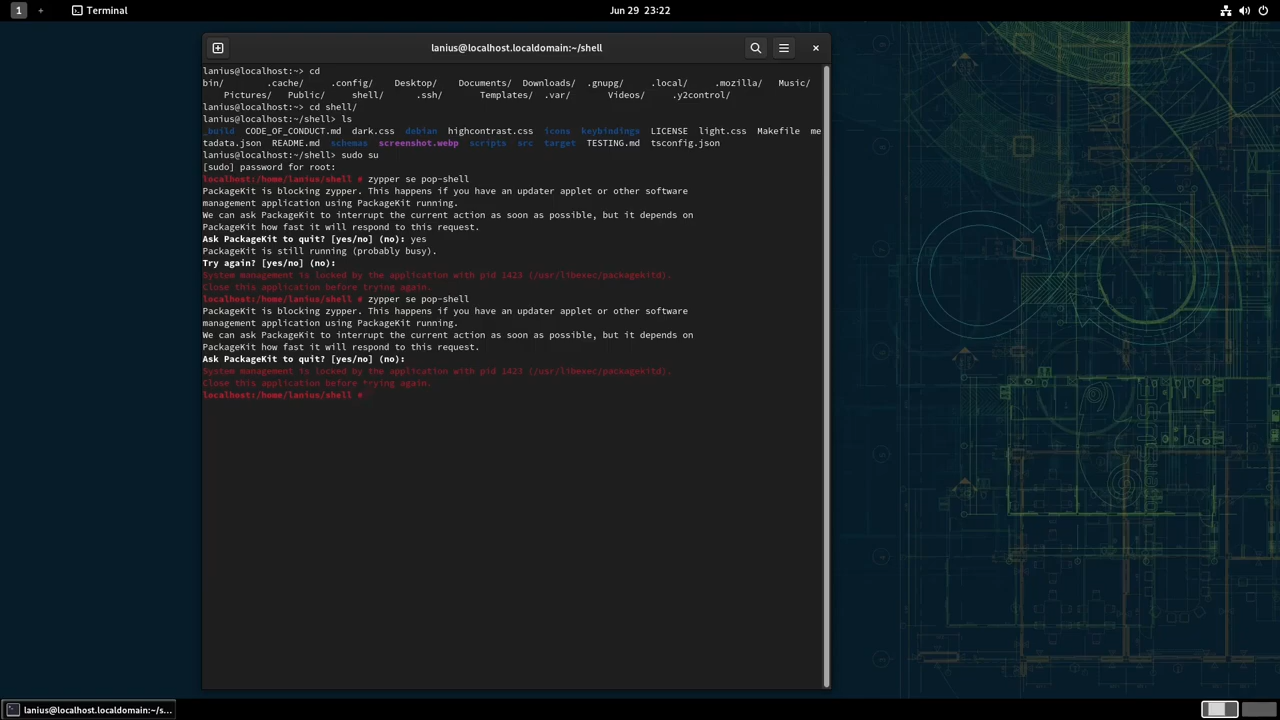 1 + Terminal Jun 29 23:22
lanius@localhost.localdomain:~/shell
lanius@localhost:~> cd
bin/ .cache/ .config/ Desktop/ Documents/ Downloads/ .gnupg/ .local/ .mozilla/ Music/
Pictures/ Public/ shell/ .ssh/ Templates/ .var/ Videos/ .y2control/
lanius@localhost:~> cd shell/
lanius@localhost:~/shell> ls
_build CODE_OF_CONDUCT.md dark.css debian highcontrast.css icons keybindings LICENSE light.css Makefile me
tadata.json README.md schemas screenshot.webp scripts src target TESTING.md tsconfig.json
lanius@localhost:~/shell> sudo su
[sudo] password for root:
localhost:/home/lanius/shell # zypper se pop-shell
PackageKit is blocking zypper. This happens if you have an updater applet or other software
management application using PackageKit running.
We can ask PackageKit to interrupt the current action as soon as possible, but it depends on
PackageKit how fast it will respond to this request.
Ask PackageKit to quit? [yes/no] (no): yes
PackageKit is still running (probably busy).
Try again? [yes/no] (no):
System management is locked by the application with pid 1423 (/usr/libexec/packagekitd).
Close this application before trying again.
localhost:/home/lanius/shell # zypper se pop-shell
PackageKit is blocking zypper. This happens if you have an updater applet or other software
management application using PackageKit running.
We can ask PackageKit to interrupt the current action as soon as possible, but it depends on
PackageKit how fast it will respond to this request.
Ask PackageKit to quit? [yes/no] (no):
System management is locked by the application with pid 1423 (/usr/libexec/packagekitd).
Close this application before trying again.
localhost:/home/lanius/shell #
lanius@localhost.localdomain:~/s...